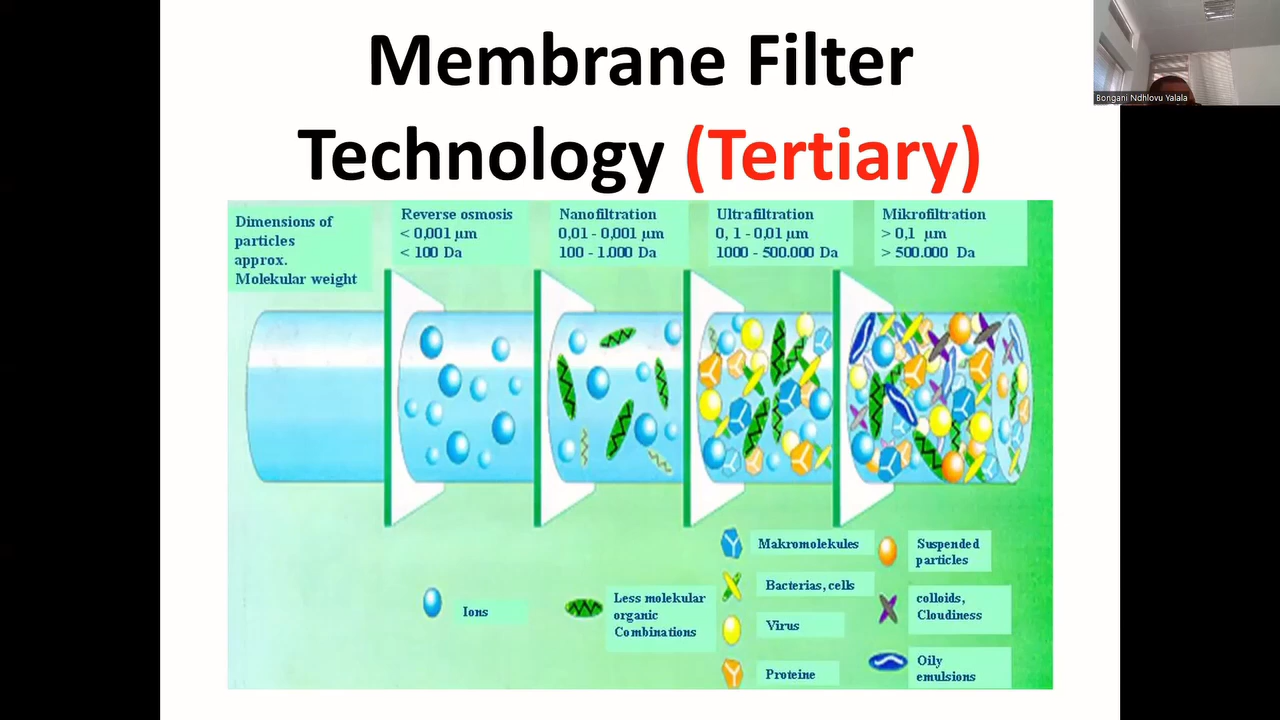 Membrane Filter
Technology (Tertiary)
Bongani Ndhlovu Yalala
Dimensions of
particles
approx.
Molekular weight
Reverse osmosis
< 0,001 µm
< 100 Da
Nanofiltration
0,01 - 0,001 µm
100 - 1.000 Da
Ultrafiltration
0, 1 - 0,01 µm
1000 - 500.000 Da
Mikrofiltration
> 0,1 µm
> 500.000 Da
Ions
Less molekular
organic
Combinations
Makromolekules
Bacterias, cells
Virus
Proteine
Suspended
particles
colloids,
Cloudiness
Oily
emulsions